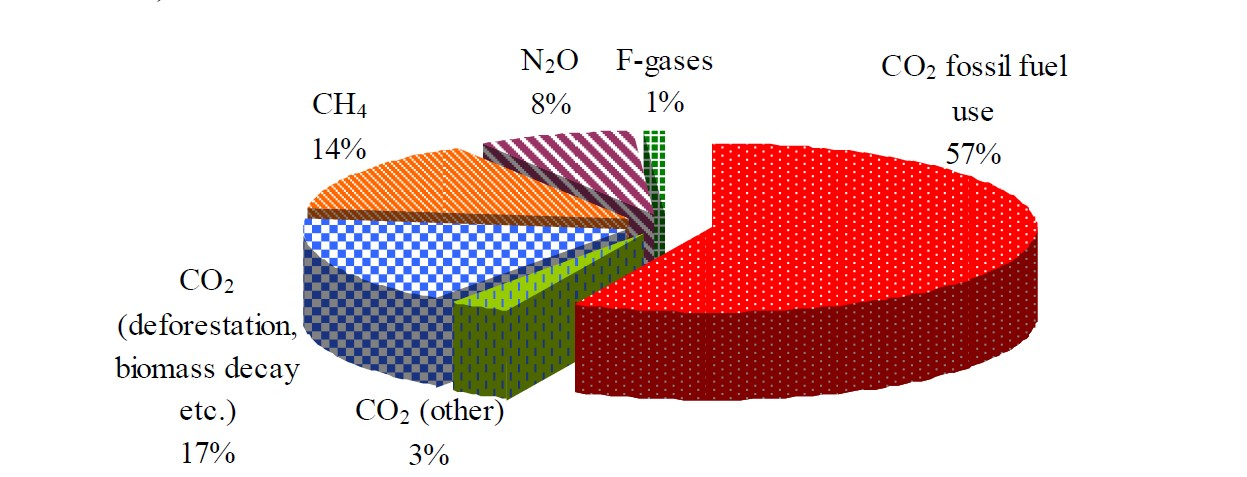 N₂O
8%
F-gases
1%
CO₂ fossil fuel
use
57%
CH₄
14%
CO₂
(deforestation,
biomass decay
etc.)
17%
CO₂ (other)
3%